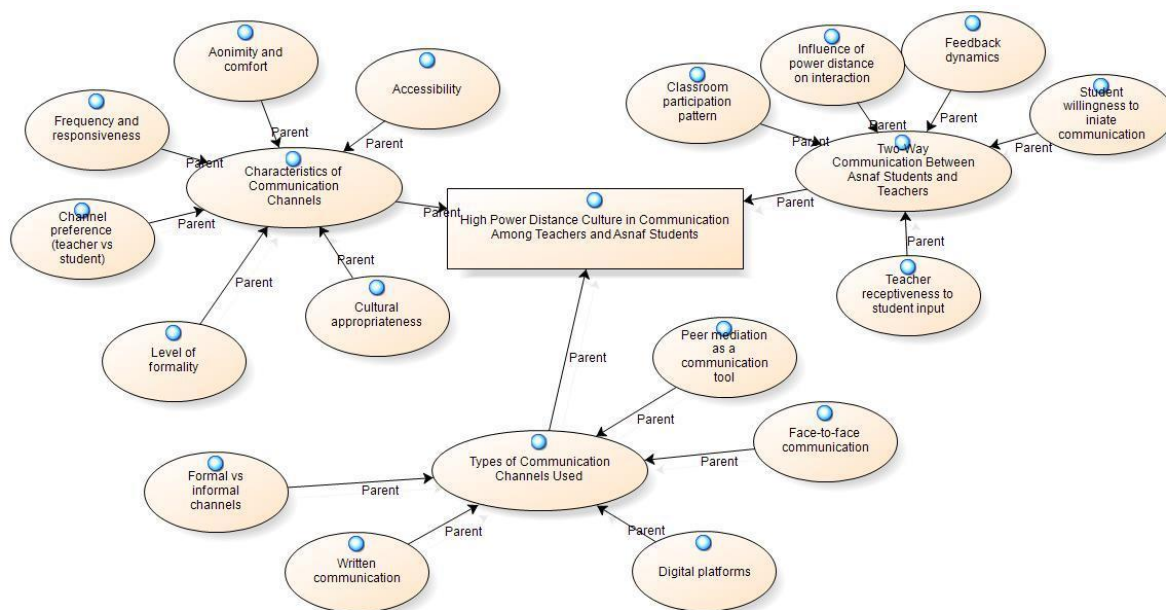 Aonimity and
comfort
Accessibility
Frequency and
responsiveness
Parent
Parent
Parent
Characteristics of
Communication
Channels
Channel
preference
(teacher vs
student)
Parent
Parent
Parent
Level of
formality
Cultural
appropriateness
Parent
Influence of
power distance
on interaction
Feedback
dynamics
Classroom
participation
pattern
Student
willingness to
iniate communication
Parent
Parent
Parent
Parent
Two-Way
Communication Between
Asnaf Students and
Teachers
Parent
Parent
Teacher
receptiveness to
student input
High Power Distance Culture in Communication
Among Teachers and Asnaf Students
Parent
Peer mediation
as a
communication
tool
Parent
Face-to-face
communication
Parent
Types of Communication
Channels Used
Formal vs
informal channels
Parent
Parent
Written
communication
Parent
Digital platforms